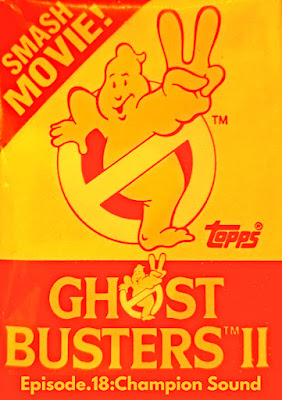 SMASH
MOVIE!
TM
topps®
GHOST
BUSTERS™ II
Episode.18:Champion Sound